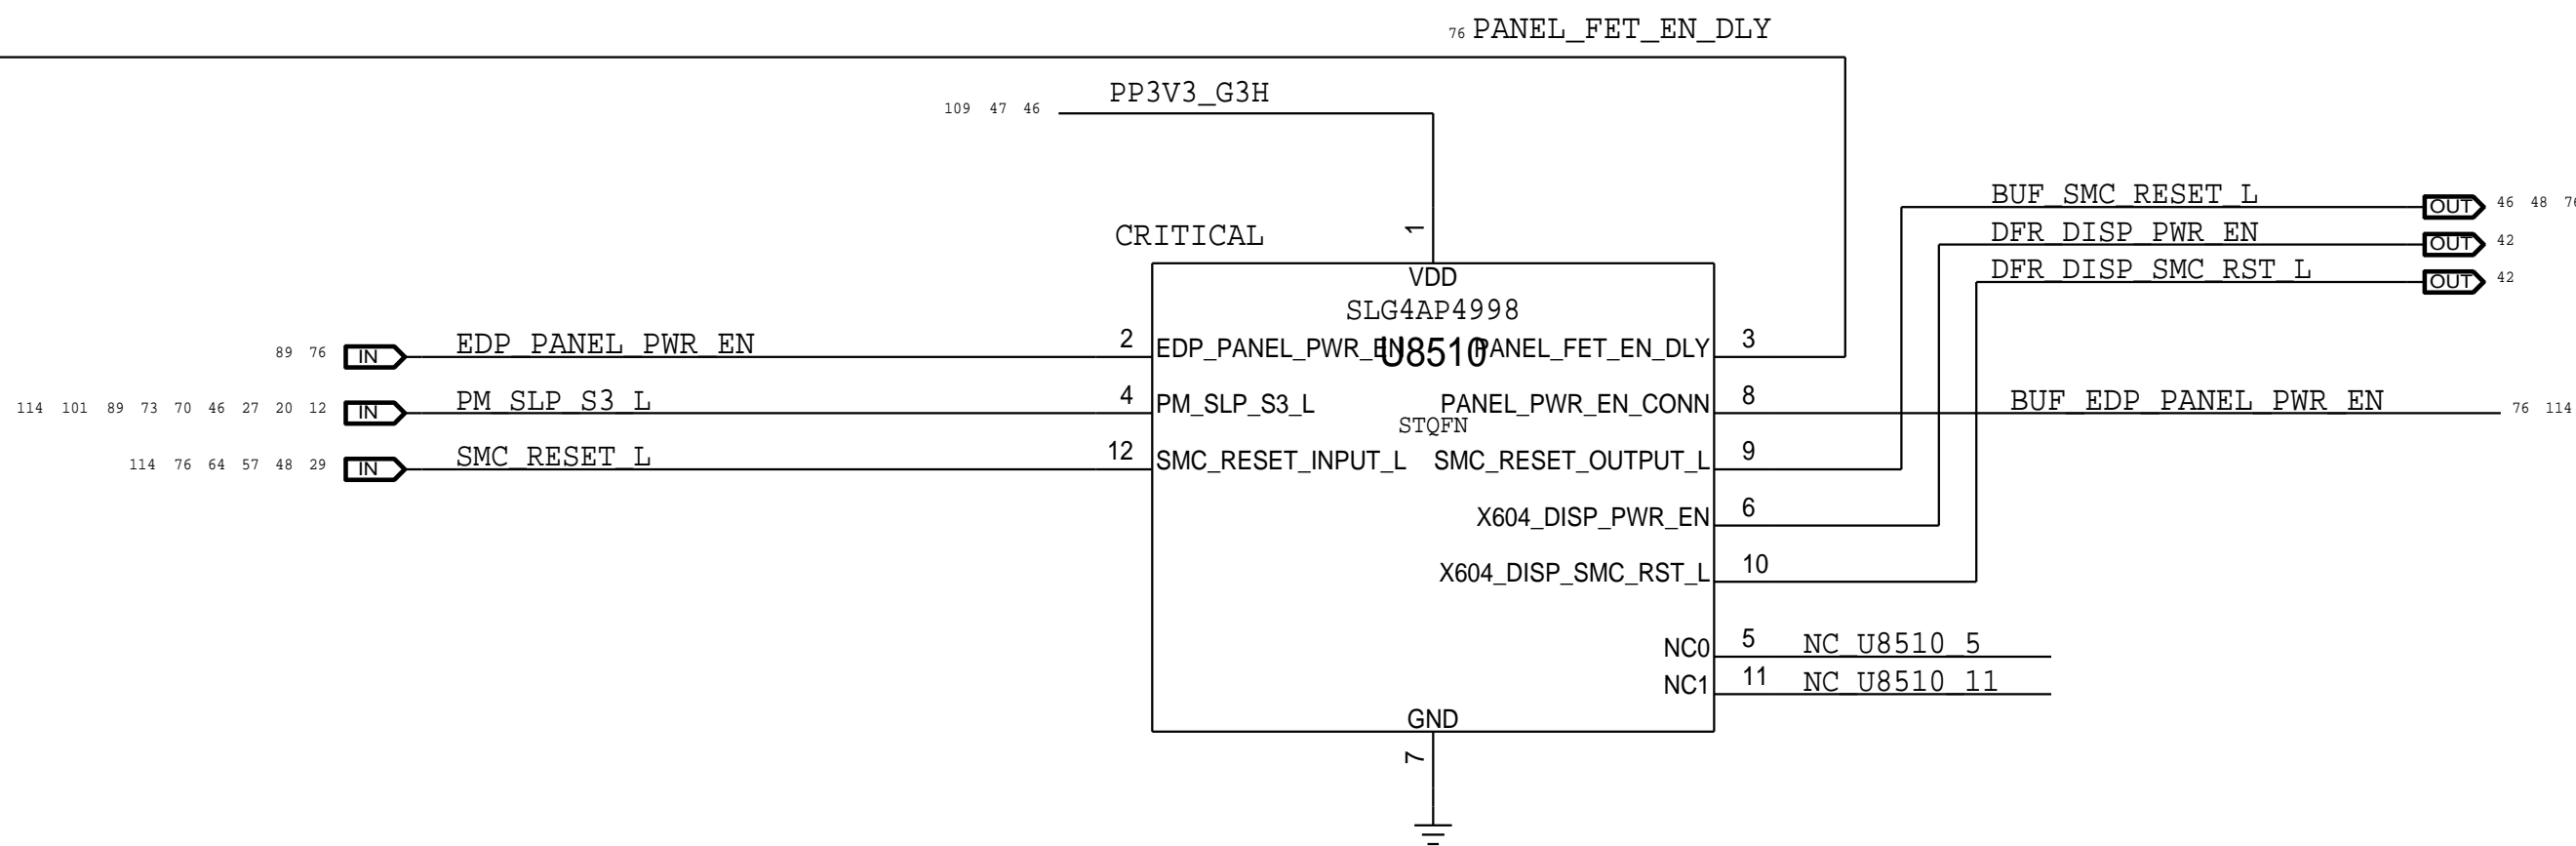 76 PANEL_FET_EN_DLY
109 47 46 PP3V3_G3H
1
CRITICAL
VDD
SLG4AP4998
U8510
STQFN
BUF_SMC_RESET_L OUT 46 48 76
DFR_DISP_PWR_EN OUT 42
DFR_DISP_SMC_RST_L OUT 42
89 76 IN EDP_PANEL_PWR_EN 2 EDP_PANEL_PWR_EN PANEL_FET_EN_DLY 3
114 101 89 73 70 46 27 20 12 IN PM_SLP_S3_L 4 PM_SLP_S3_L PANEL_PWR_EN_CONN 8 BUF_EDP_PANEL_PWR_EN 76 114
114 76 64 57 48 29 IN SMC_RESET_L 12 SMC_RESET_INPUT_L SMC_RESET_OUTPUT_L 9
X604_DISP_PWR_EN 6
X604_DISP_SMC_RST_L 10
NC0 5 NC_U8510_5
NC1 11 NC_U8510_11
GND
7